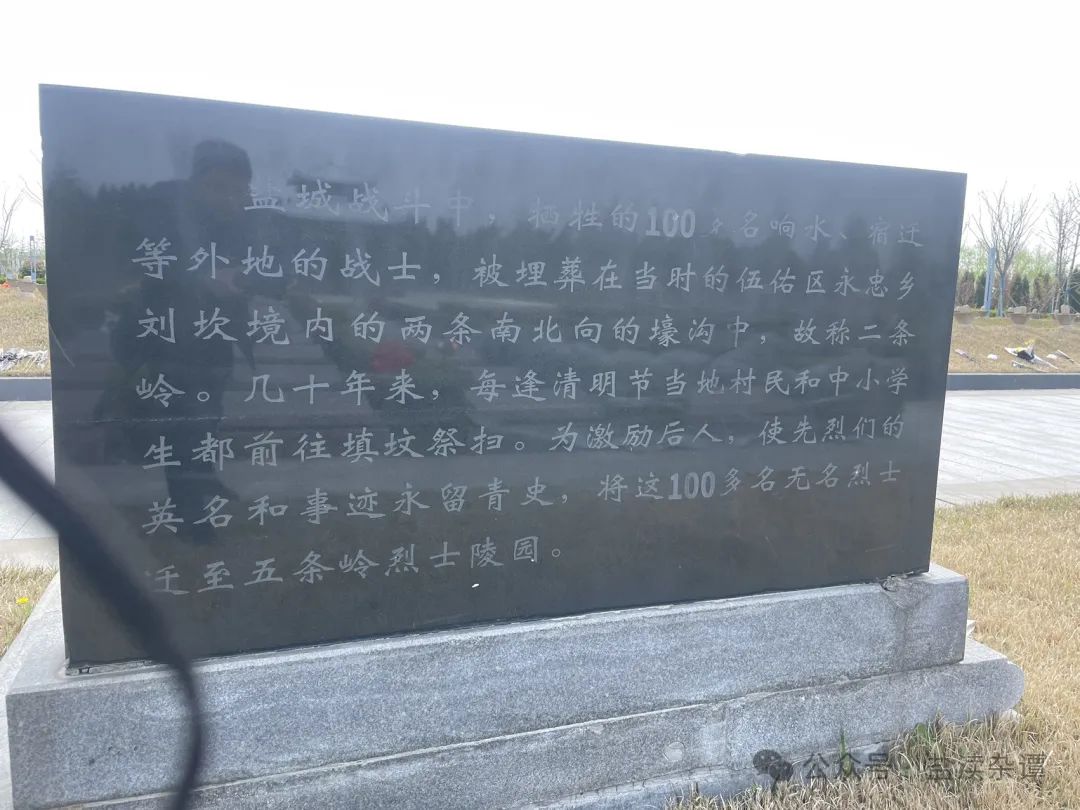 盐城战斗中，牺牲的100多名响水、宿迁
等外地的战士，被埋葬在当时的伍佑区永忠乡
刘坎境内的两条南北向的壕沟中，故称二条
岭。几十年来，每逢清明节当地村民和中小学
生都前往填坟祭扫。为激励后人，使先烈们的
英名和事迹永留青史，将这100多名无名烈士
迁至五条岭烈士陵园。
公众号·盐渎杂谭